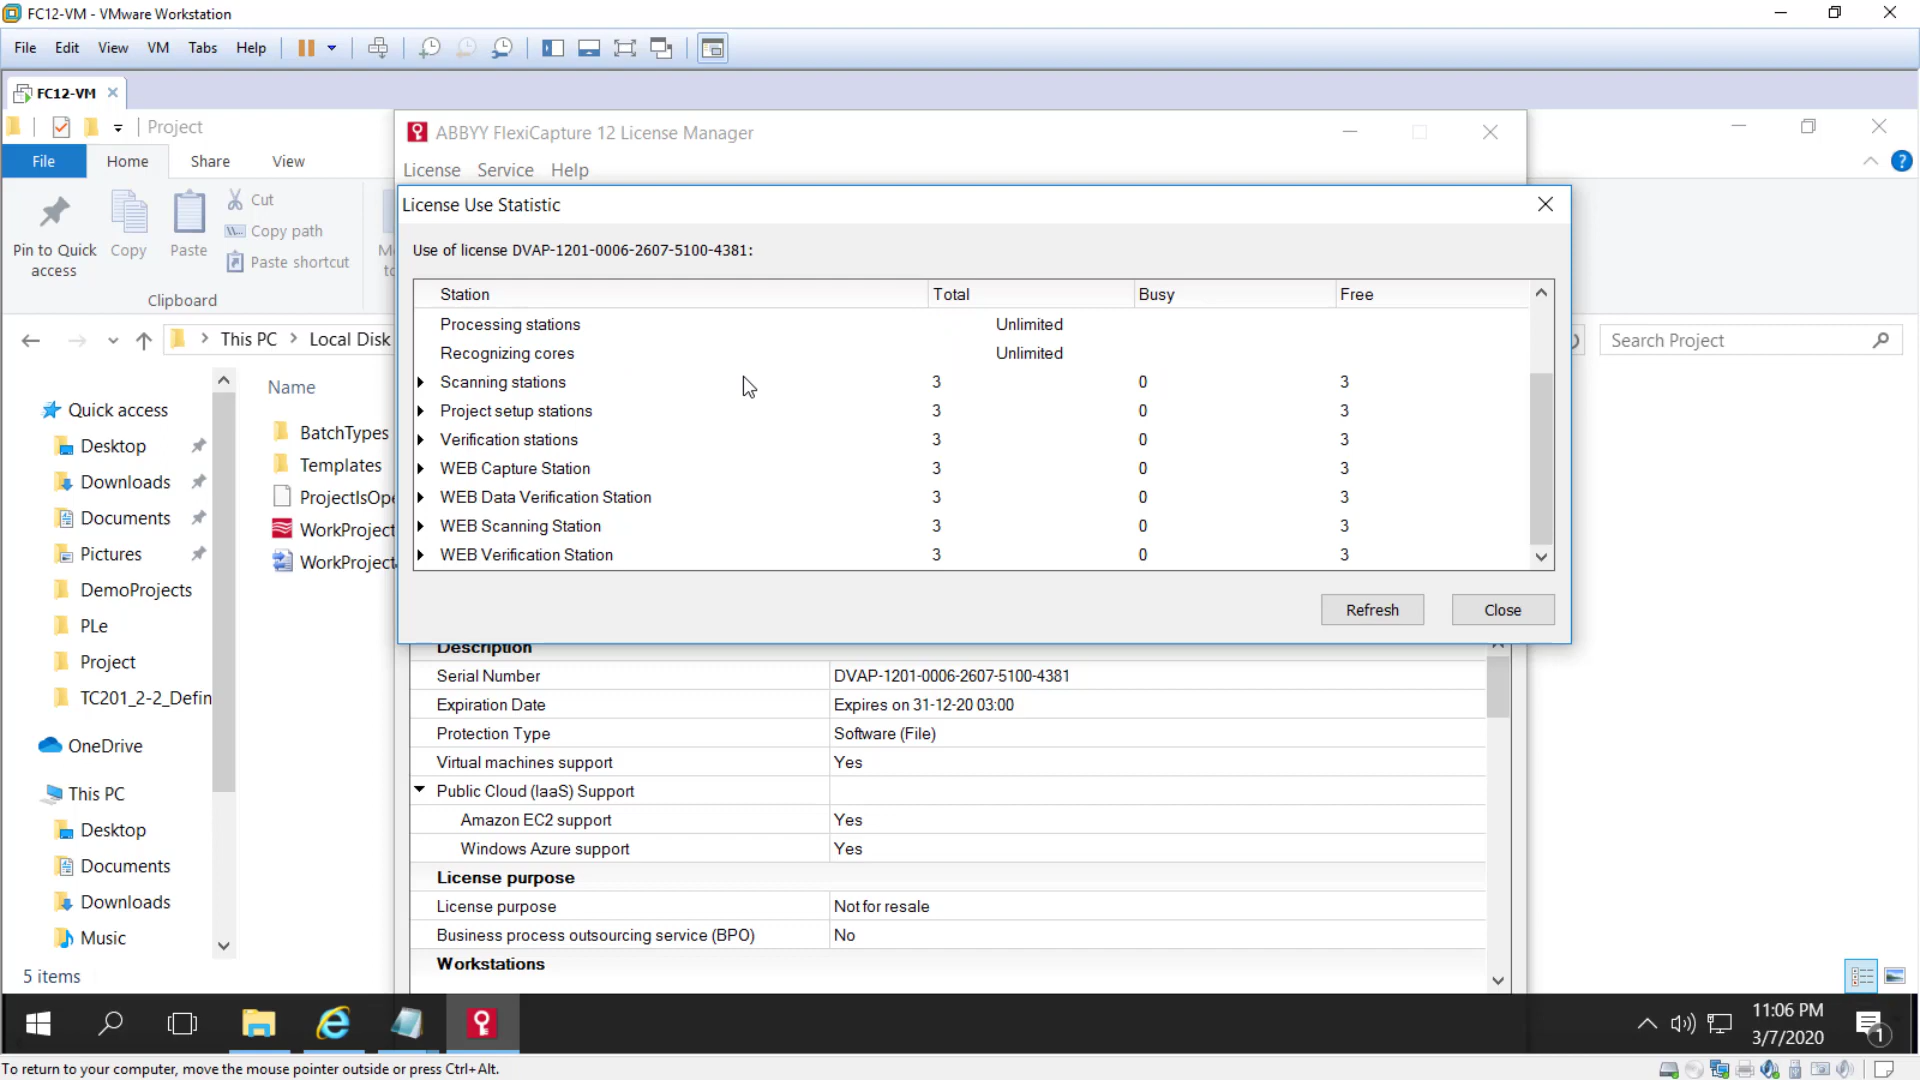 FC12-VM - VMware Workstation
File Edit View VM Tabs Help
FC12-VM
Project
ABBYY FlexiCapture 12 License Manager
File Home Share View
License Service Help
Pin to Quick access
Copy
Paste
Cut
Copy path
Paste shortcut
Clipboard
License Use Statistic
Use of license DVAP-1201-0006-2607-5100-4381:
Station Total Busy Free
Processing stations Unlimited
Recognizing cores Unlimited
Scanning stations 3 0 3
Project setup stations 3 0 3
Verification stations 3 0 3
WEB Capture Station 3 0 3
WEB Data Verification Station 3 0 3
WEB Scanning Station 3 0 3
WEB Verification Station 3 0 3
Refresh Close
This PC Local Disk
Search Project
Quick access
Desktop
Downloads
Documents
Pictures
DemoProjects
PLe
Project
TC201_2-2_Defin
OneDrive
This PC
Desktop
Documents
Downloads
Music
5 items
Name
BatchTypes
Templates
ProjectIsOpe
WorkProject
WorkProject
Description
Serial Number DVAP-1201-0006-2607-5100-4381
Expiration Date Expires on 31-12-20 03:00
Protection Type Software (File)
Virtual machines support Yes
Public Cloud (IaaS) Support
Amazon EC2 support Yes
Windows Azure support Yes
License purpose
License purpose Not for resale
Business process outsourcing service (BPO) No
Workstations
11:06 PM
3/7/2020
1
To return to your computer, move the mouse pointer outside or press Ctrl+Alt.